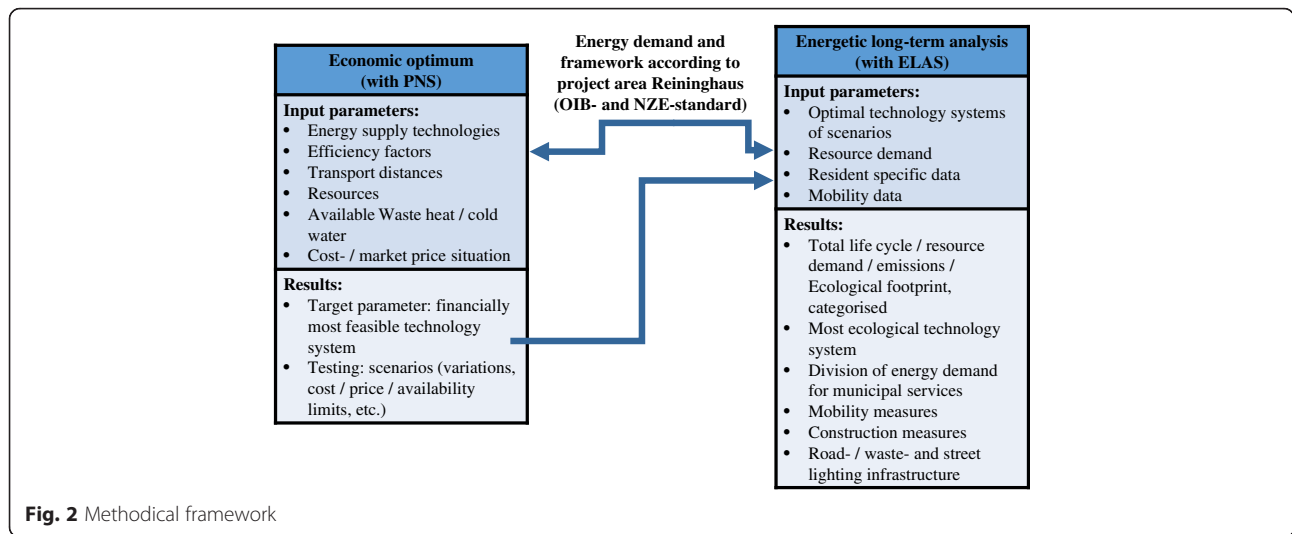 Economic optimum
(with PNS)
Input parameters:
• Energy supply technologies
• Efficiency factors
• Transport distances
• Resources
• Available Waste heat / cold
water
• Cost- / market price situation
Results:
• Target parameter: financially
most feasible technology
system
• Testing: scenarios (variations,
cost / price / availability
limits, etc.)
Energy demand and
framework according to
project area Reininghaus
(OIB- and NZE-standard)
Energetic long-term analysis
(with ELAS)
Input parameters:
• Optimal technology systems
of scenarios
• Resource demand
• Resident specific data
• Mobility data
Results:
• Total life cycle / resource
demand / emissions /
Ecological footprint,
categorised
• Most ecological technology
system
• Division of energy demand
for municipal services
• Mobility measures
• Construction measures
• Road- / waste- and street
lighting infrastructure
Fig. 2 Methodical framework